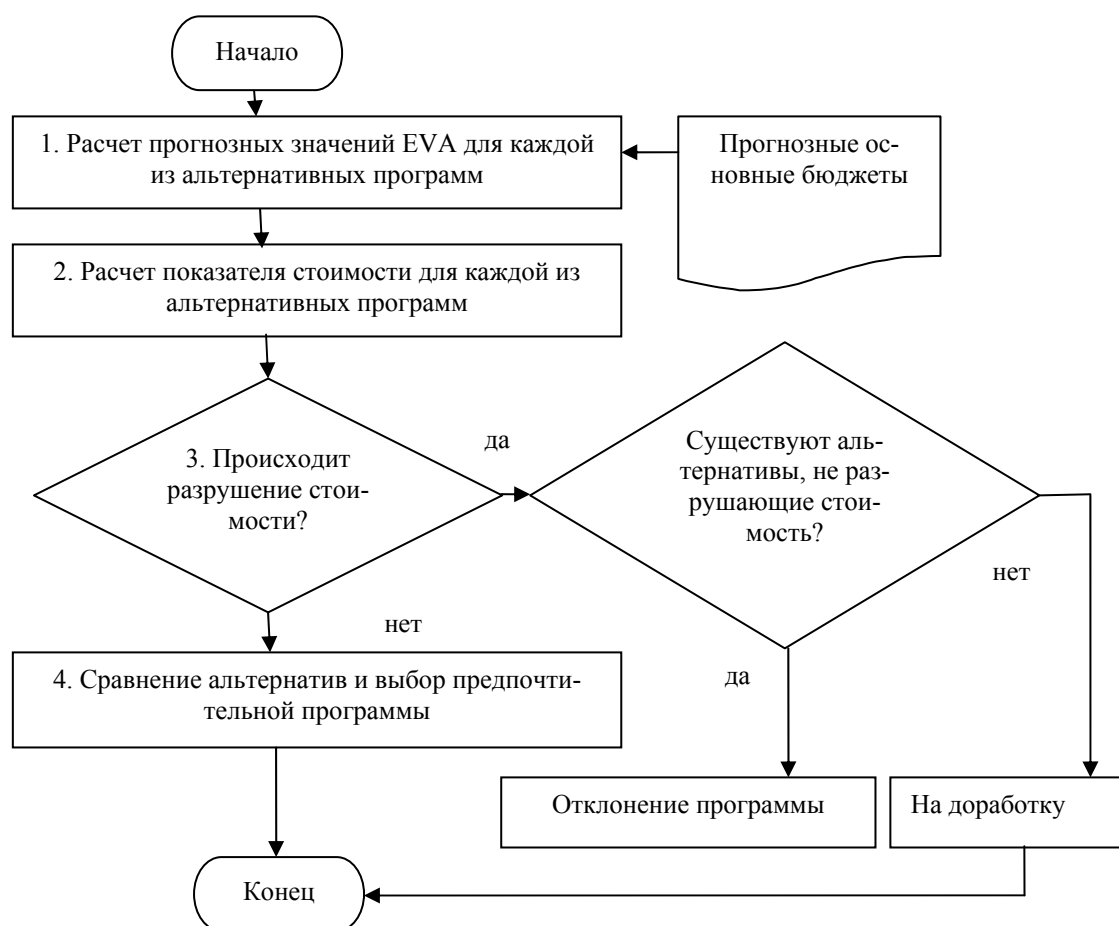 Начало
1. Расчет прогнозных значений EVA для каждой
из альтернативных программ
Прогнозные ос-
новные бюджеты
2. Расчет показателя стоимости для каждой из
альтернативных программ
3. Происходит
разрушение стои-
мости?
да
Существуют аль-
тернативы, не раз-
рушающие стои-
мость?
нет
нет
4. Сравнение альтернатив и выбор предпочти-
тельной программы
да
Отклонение программы
На доработку
Конец